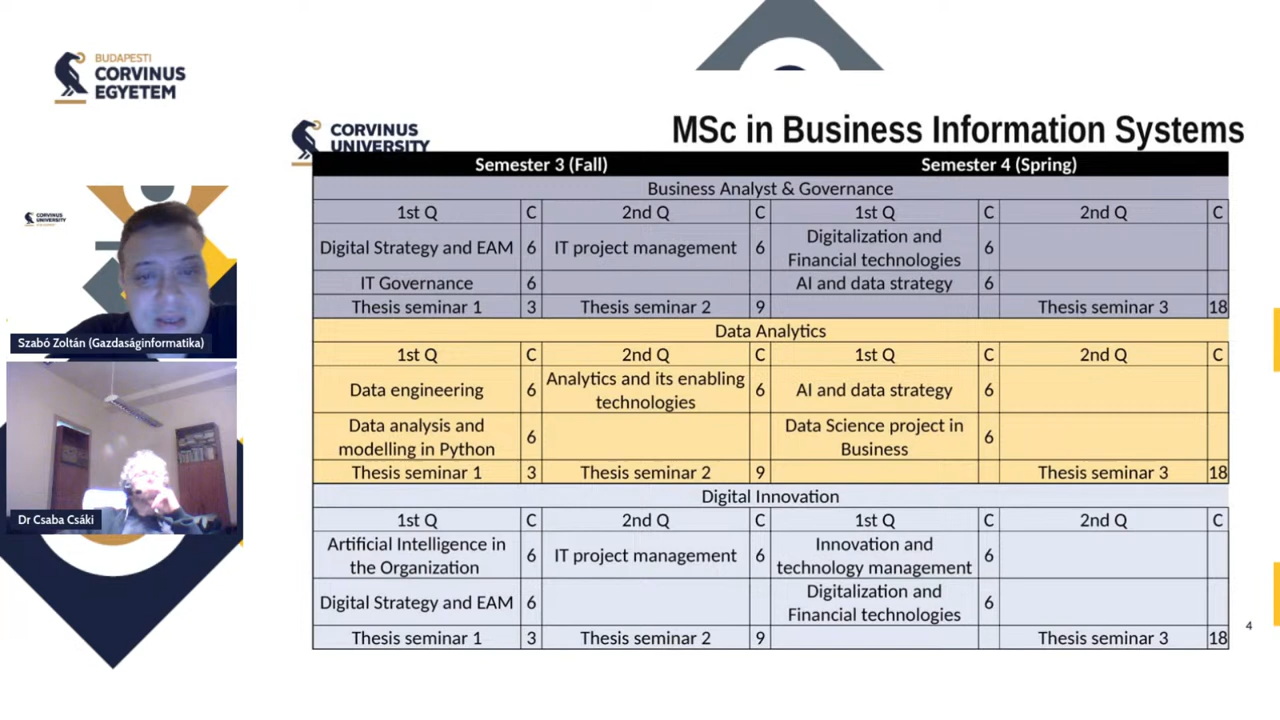 BUDAPESTI
CORVINUS
EGYETEM
CORVINUS
UNIVERSITY
MSc in Business Information Systems
Semester 3 (Fall) Semester 4 (Spring)
Business Analyst & Governance
1st Q C 2nd Q C 1st Q C 2nd Q C
Digital Strategy and EAM 6 IT project management 6 Digitalization and
Financial technologies 6
IT Governance 6 AI and data strategy 6
Thesis seminar 1 3 Thesis seminar 2 9 Thesis seminar 3 18
Data Analytics
1st Q C 2nd Q C 1st Q C 2nd Q C
Data engineering 6 Analytics and its enabling
technologies 6 AI and data strategy 6
Data analysis and
modelling in Python 6 Data Science project in
Business 6
Thesis seminar 1 3 Thesis seminar 2 9 Thesis seminar 3 18
Digital Innovation
1st Q C 2nd Q C 1st Q C 2nd Q C
Artificial Intelligence in
the Organization 6 IT project management 6 Innovation and
technology management 6
Digital Strategy and EAM 6 Digitalization and
Financial technologies 6
Thesis seminar 1 3 Thesis seminar 2 9 Thesis seminar 3 18
4
CORVINUS
UNIVERSITY
Szabó Zoltán (Gazdaságinformatika)
Dr Csaba Csáki